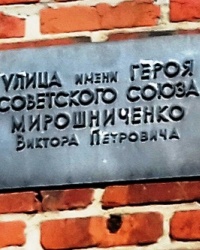 УЛИЦА ИМЕНИ ГЕРОЯ
СОВЕТСКОГО СОЮЗА
МИРОШНИЧЕНКО
ВИКТОРА ПЕТРОВИЧА